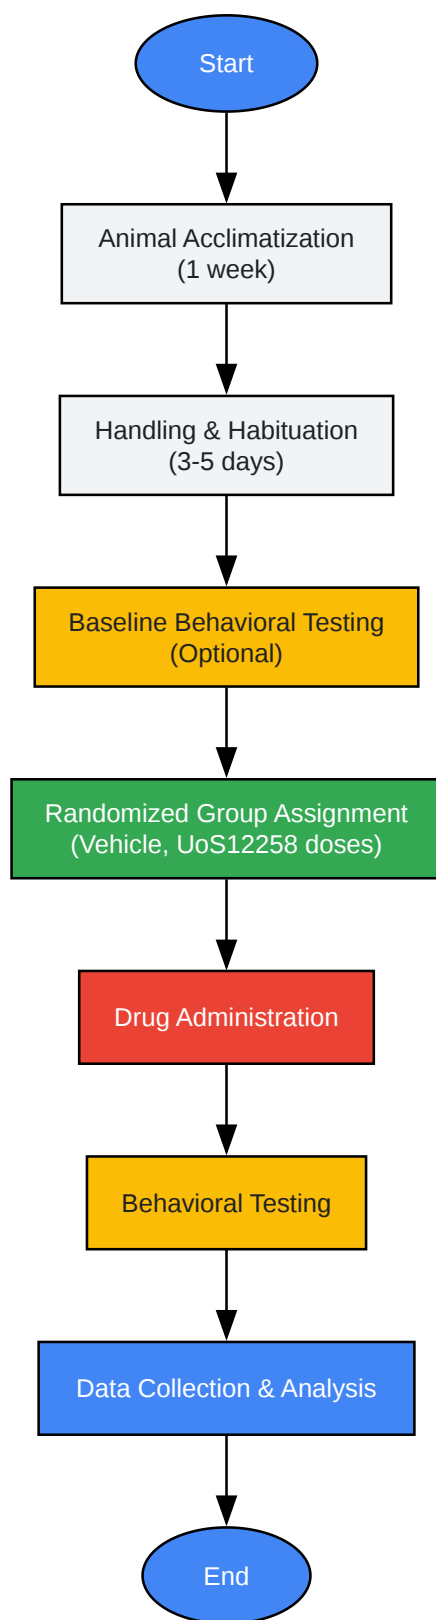 Start
Animal Acclimatization
(1 week)
Handling & Habituation
(3-5 days)
Baseline Behavioral Testing
(Optional)
Randomized Group Assignment
(Vehicle, UoS12258 doses)
Drug Administration
Behavioral Testing
Data Collection & Analysis
End